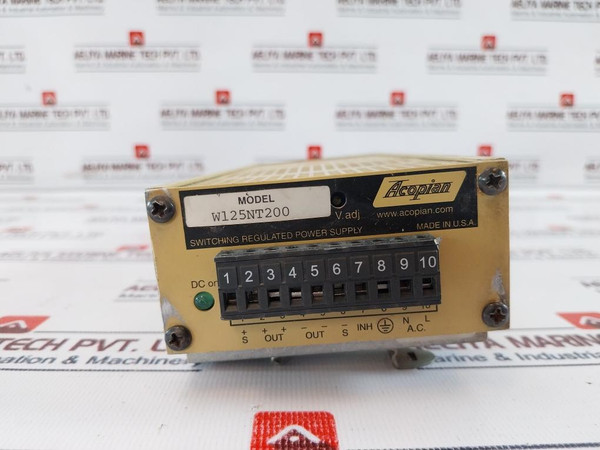 AELIYA MARINE TECH PVT. LTD.
MODEL
W125NT200
V.adj
Acopian
www.acopian.com
SWITCHING REGULATED POWER SUPPLY
MADE IN U.S.A.
1 2 3 4 5 6 7 8 9 10
DC on
+ + + - - - INH N L
S OUT OUT S A.C.